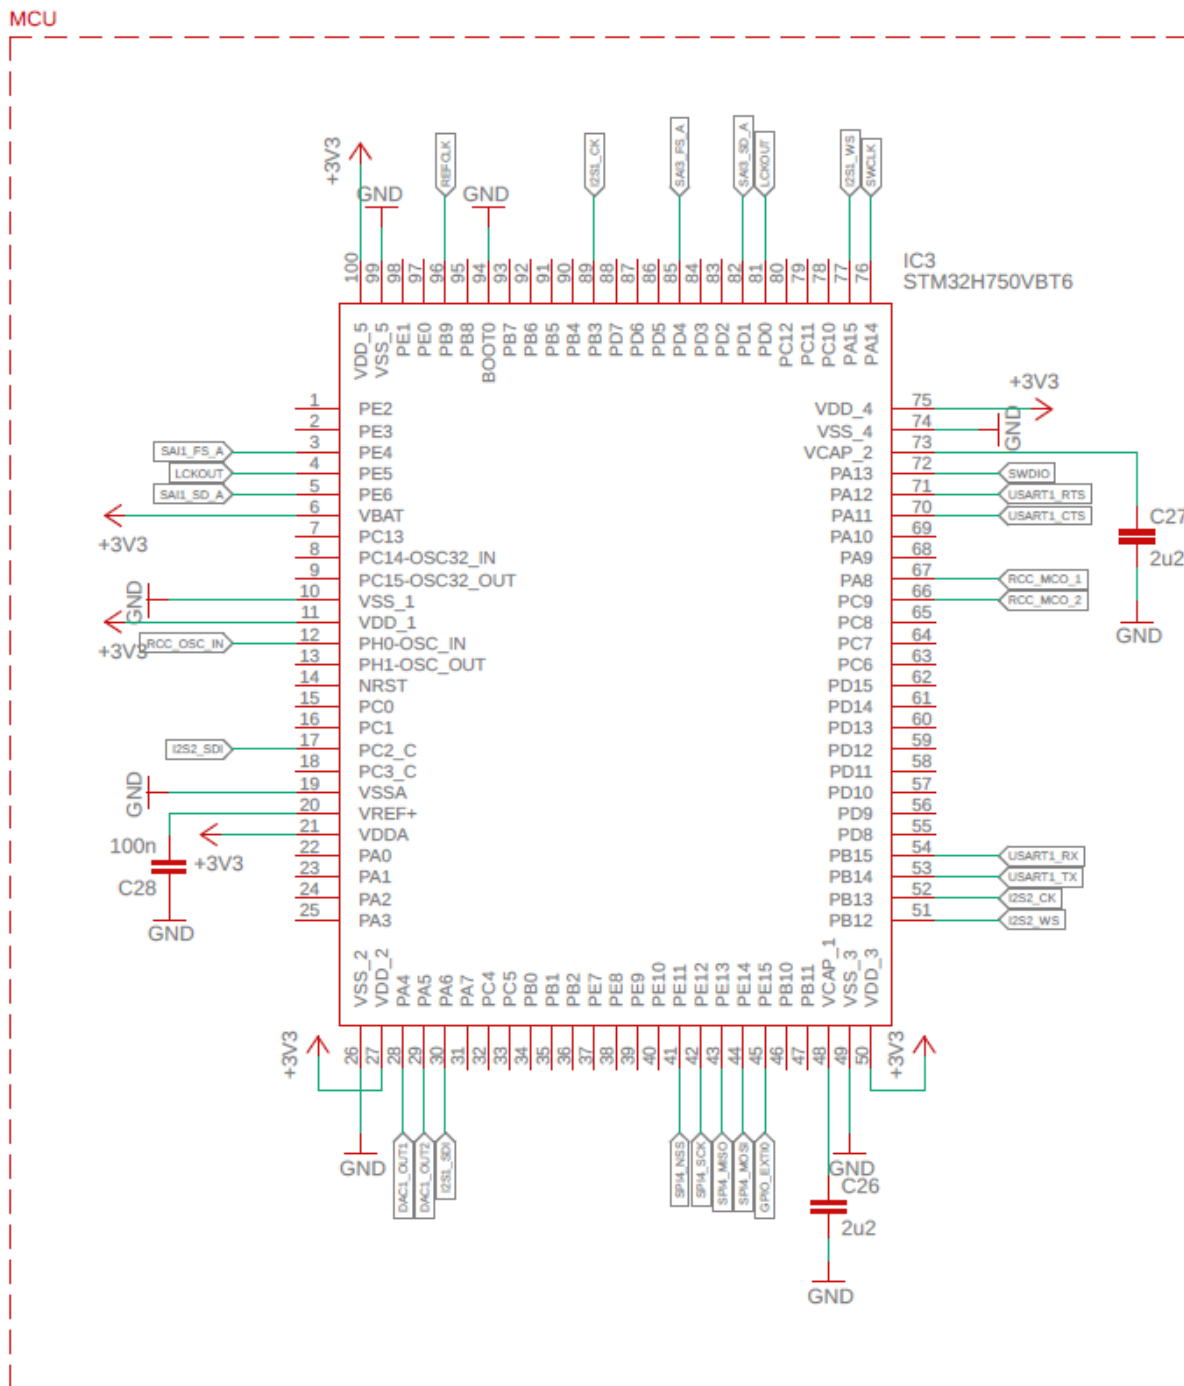 MCU
+3V3
GND
REFCLK
GND
I2S1_CK
SAI3_FS_A
SAI3_SD_A
LCKOUT
I2S1_WS
SWCLK
100 99 98 97 96 95 94 93 92 91 90 89 88 87 86 85 84 83 82 81 80 79 78 77 76
IC3
STM32H750VBT6
VDD_5 VSS_5 PE1 PE0 PB9 PB8 BOOT0 PB7 PB6 PB5 PB4 PB3 PD7 PD6 PD5 PD4 PD3 PD2 PD1 PD0 PC12 PC11 PC10 PA15 PA14
1 PE2
2 PE3
SAI1_FS_A 3 PE4
LCKOUT 4 PE5
SAI1_SD_A 5 PE6
6 VBAT
+3V3
7 PC13
8 PC14-OSC32_IN
9 PC15-OSC32_OUT
GND 10 VSS_1
11 VDD_1
+3V3
RCC_OSC_IN 12 PH0-OSC_IN
13 PH1-OSC_OUT
14 NRST
15 PC0
16 PC1
I2S2_SDI 17 PC2_C
18 PC3_C
GND 19 VSSA
20 VREF+
21 VDDA
+3V3
100n
C28
GND
22 PA0
23 PA1
24 PA2
25 PA3
+3V3
VDD_4 75
VSS_4 74 GND
VCAP_2 73
PA13 72 SWDIO
PA12 71 USART1_RTS
PA11 70 USART1_CTS
C27
2u2
GND
PA10 69
PA9 68
PA8 67 RCC_MCO_1
PC9 66 RCC_MCO_2
PC8 65
PC7 64
PC6 63
PD15 62
PD14 61
PD13 60
PD12 59
PD11 58
PD10 57
PD9 56
PD8 55
PB15 54 USART1_RX
PB14 53 USART1_TX
PB13 52 I2S2_CK
PB12 51 I2S2_WS
VSS_2 VDD_2 PA4 PA5 PA6 PA7 PC4 PC5 PB0 PB1 PB2 PE7 PE8 PE9 PE10 PE11 PE12 PE13 PE14 PE15 PB10 PB11 VCAP_1 VSS_3 VDD_3
26 27 28 29 30 31 32 33 34 35 36 37 38 39 40 41 42 43 44 45 46 47 48 49 50
+3V3
+3V3
GND
DAC1_OUT1
DAC1_OUT2
I2S1_SDI
SPI4_NSS
SPI4_SCK
SPI4_MISO
SPI4_MOSI
GPIO_EXTI0
GND
C26
2u2
GND